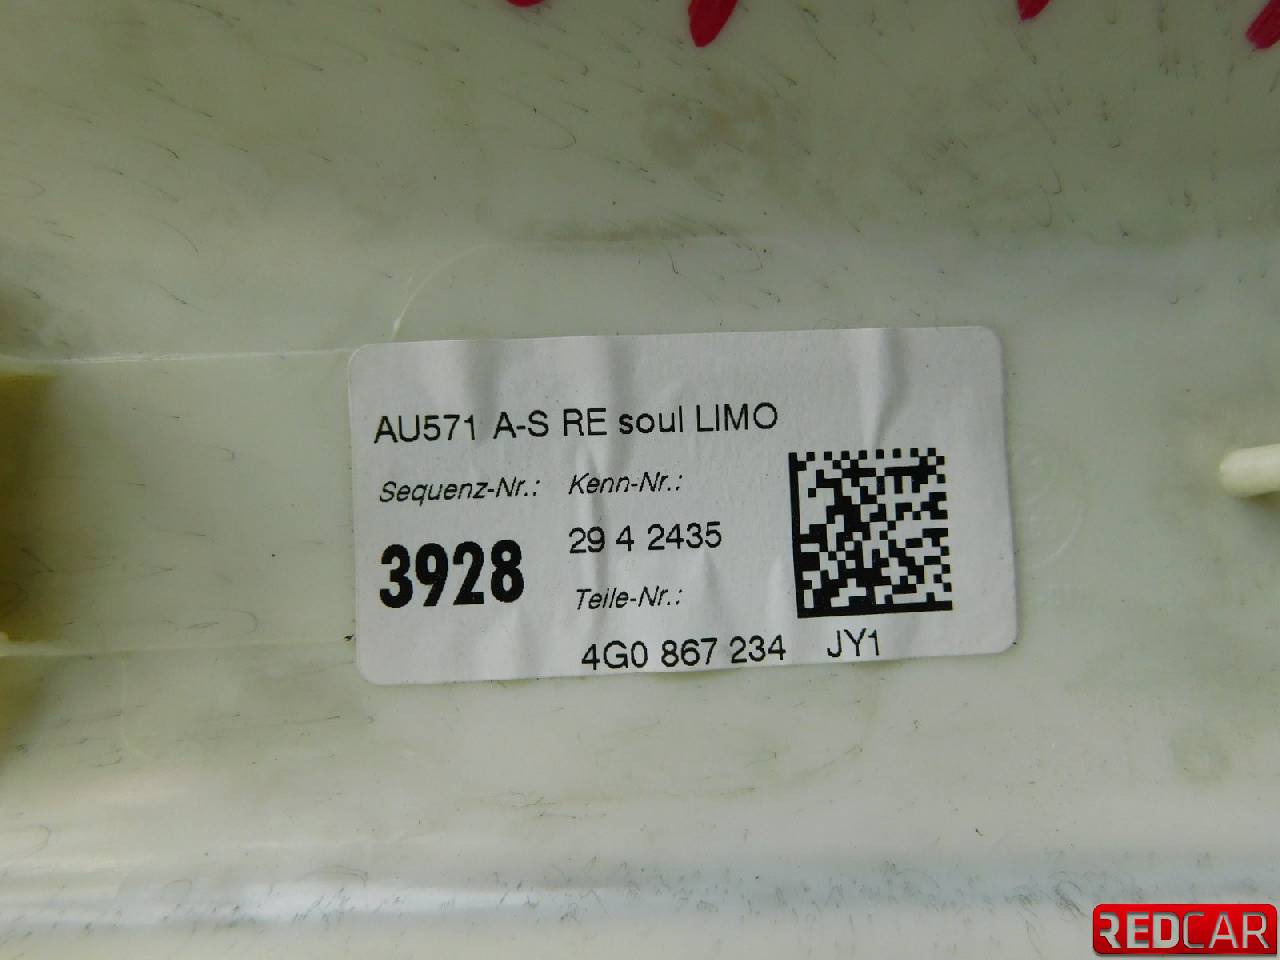 AU571 A-S RE soul LIMO
Sequenz-Nr.: Kenn-Nr.:
29 4 2435
3928
Teile-Nr.:
4G0 867 234 JY1
REDCAR